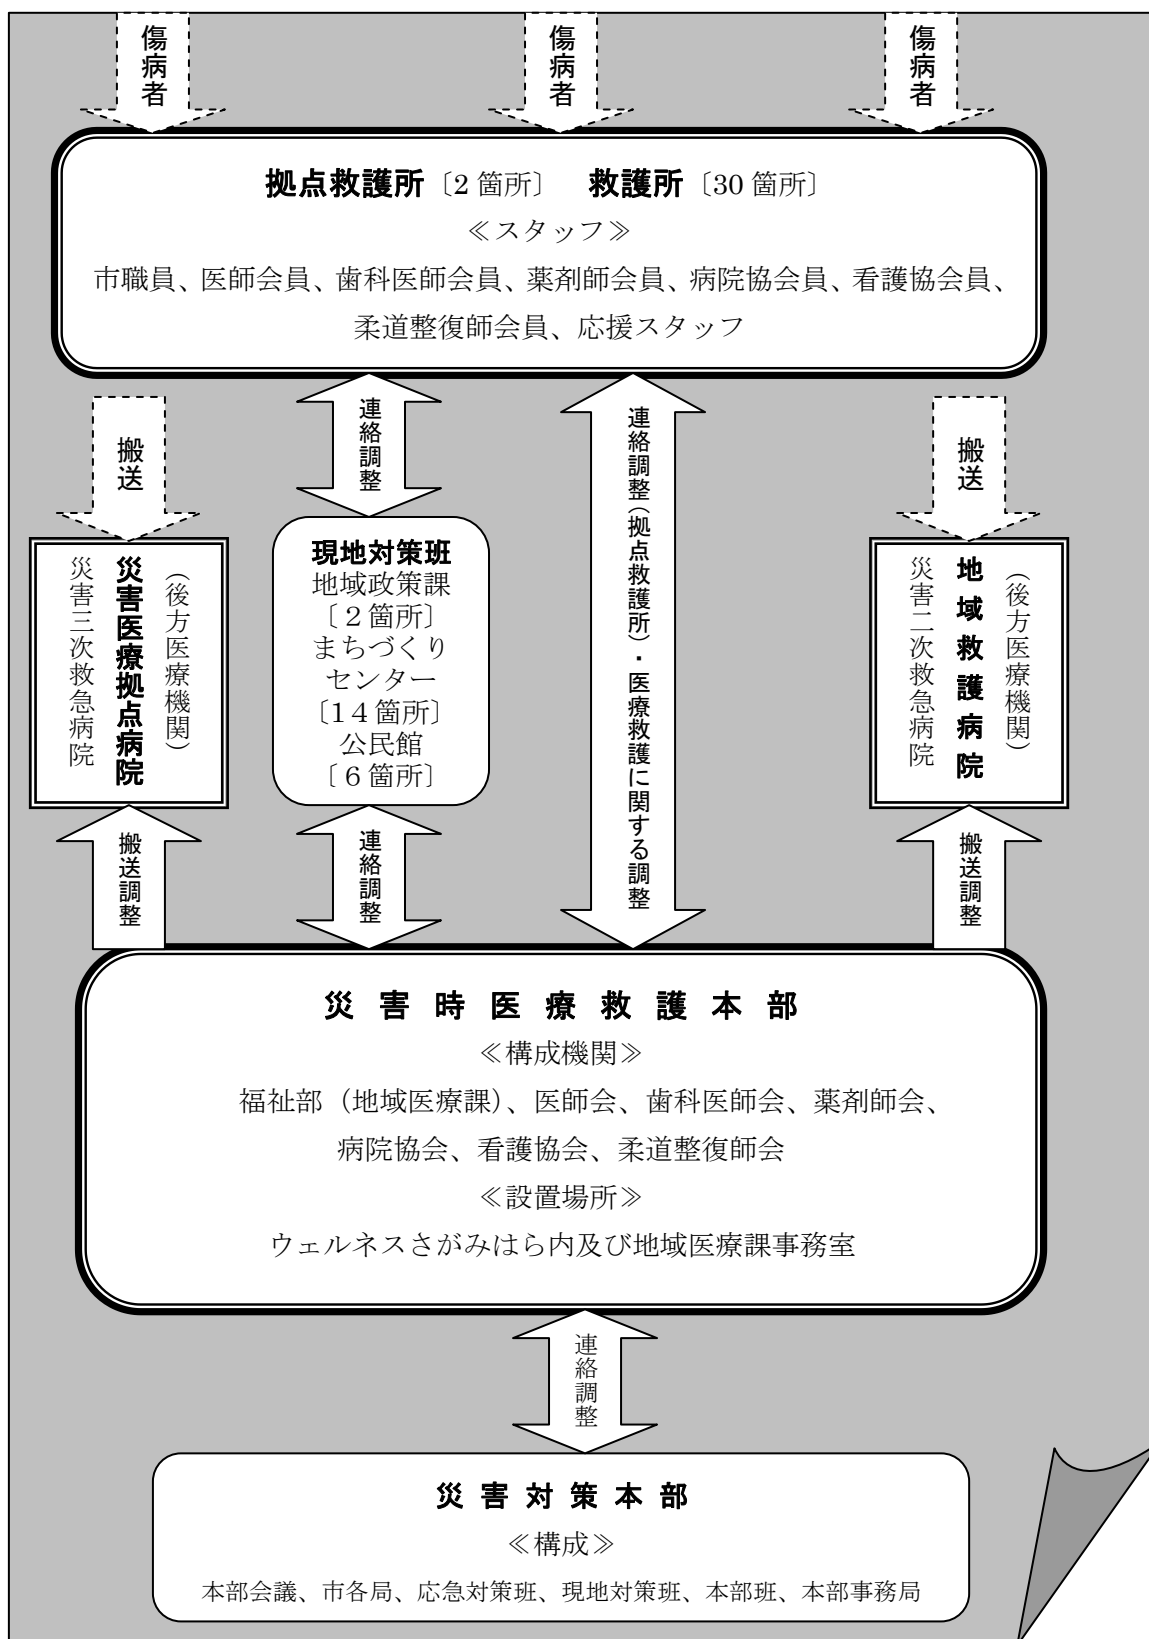 傷病者
傷病者
傷病者
拠点救護所〔2 箇所〕 救護所〔30 箇所〕
≪スタッフ≫
市職員、医師会員、歯科医師会員、薬剤師会員、病院協会員、看護協会員、
柔道整復師会員、応援スタッフ
搬送
連絡調整
連絡調整(拠点救護所)・医療救護に関する調整
搬送
(後方医療機関)
災害医療拠点病院
災害三次救急病院
現地対策班
地域政策課
〔2箇所〕
まちづくり
センター
〔14箇所〕
公民館
〔6箇所〕
(後方医療機関)
地域救護病院
災害二次救急病院
搬送調整
連絡調整
搬送調整
災害時医療救護本部
≪構成機関≫
福祉部(地域医療課)、医師会、歯科医師会、薬剤師会、
病院協会、看護協会、柔道整復師会
≪設置場所≫
ウェルネスさがみはら内及び地域医療課事務室
連絡調整
災害対策本部
≪構成≫
本部会議、市各局、応急対策班、現地対策班、本部班、本部事務局